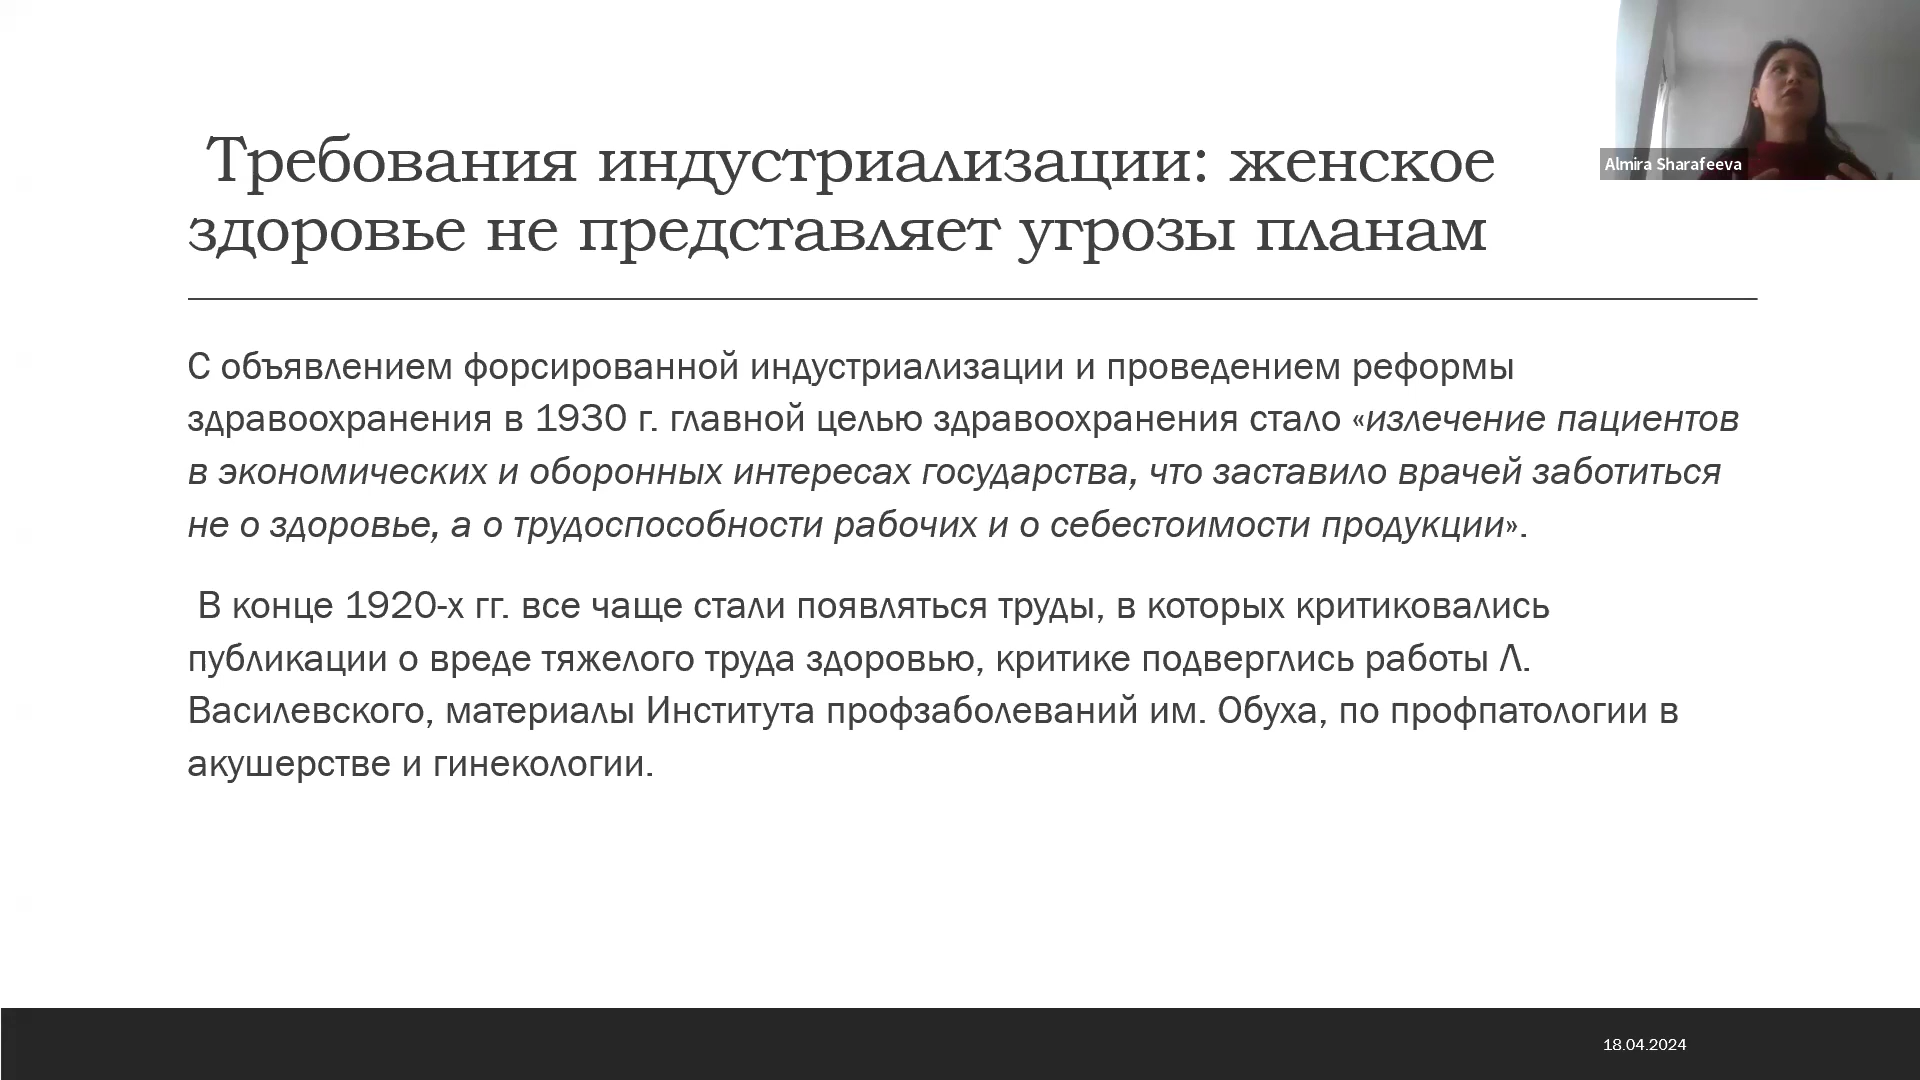 Требования индустриализации: женское
здоровье не представляет угрозы планам
Almira Sharafeeva
С объявлением форсированной индустриализации и проведением реформы
здравоохранения в 1930 г. главной целью здравоохранения стало «излечение пациентов
в экономических и оборонных интересах государства, что заставило врачей заботиться
не о здоровье, а о трудоспособности рабочих и о себестоимости продукции».
В конце 1920-х гг. все чаще стали появляться труды, в которых критиковались
публикации о вреде тяжелого труда здоровью, критике подверглись работы Л.
Василевского, материалы Института профзаболеваний им. Обуха, по профпатологии в
акушерстве и гинекологии.
18.04.2024